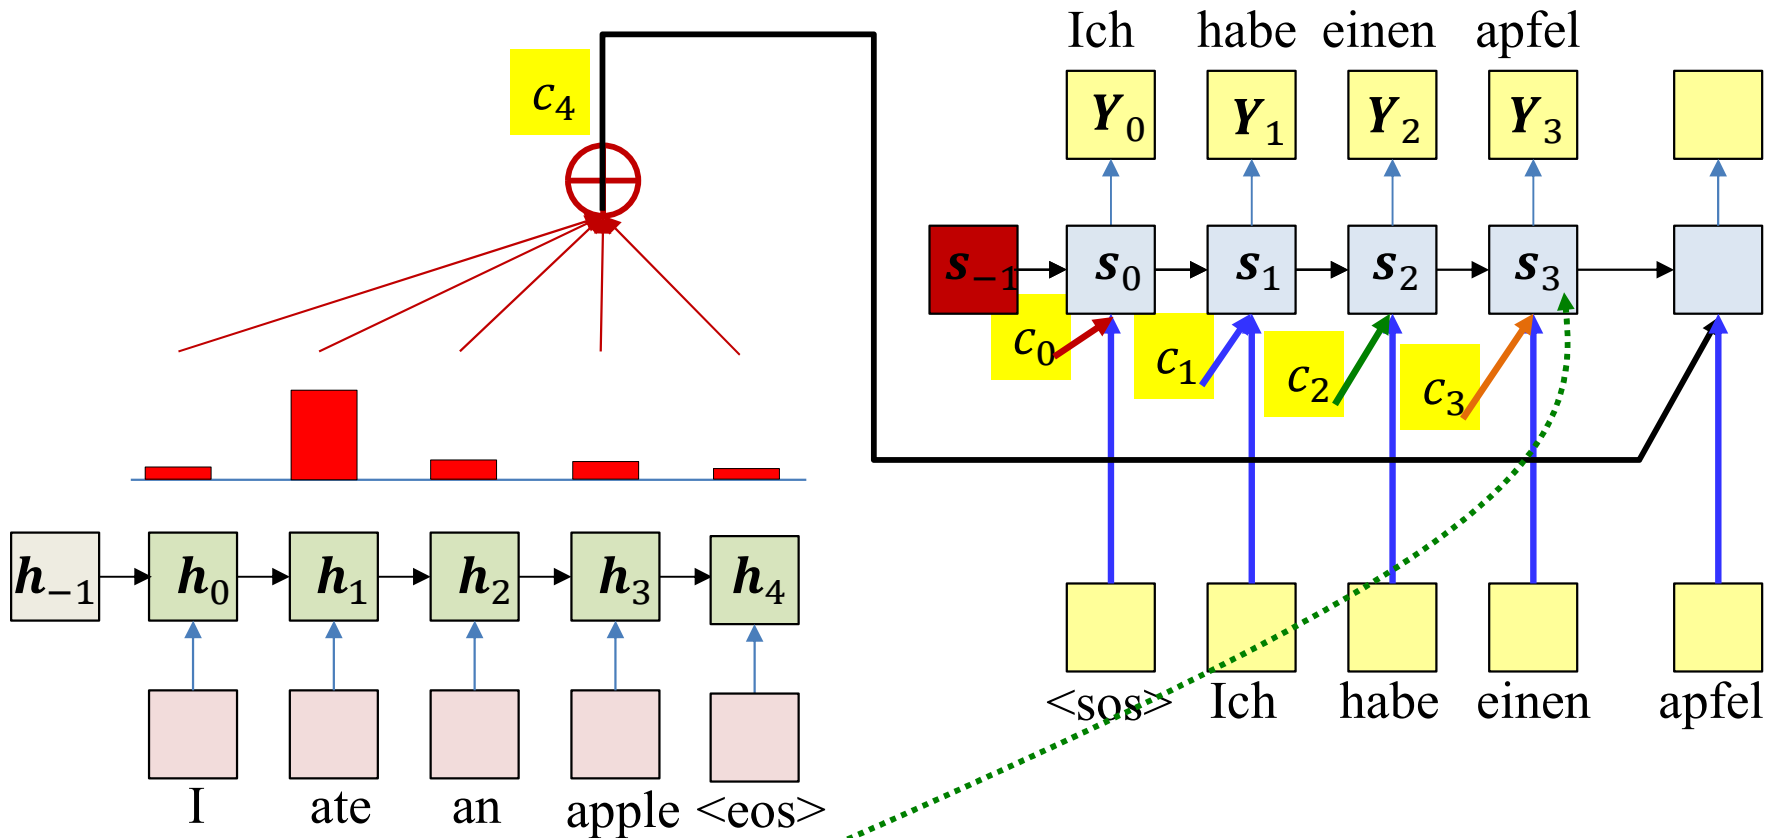 Ich habe einen apfel
c₄
Y₀ Y₁ Y₂ Y₃
s₋₁ s₀ s₁ s₂ s₃
c₀ c₁ c₂ c₃
h₋₁ h₀ h₁ h₂ h₃ h₄
<sos> Ich habe einen apfel
I ate an apple <eos>